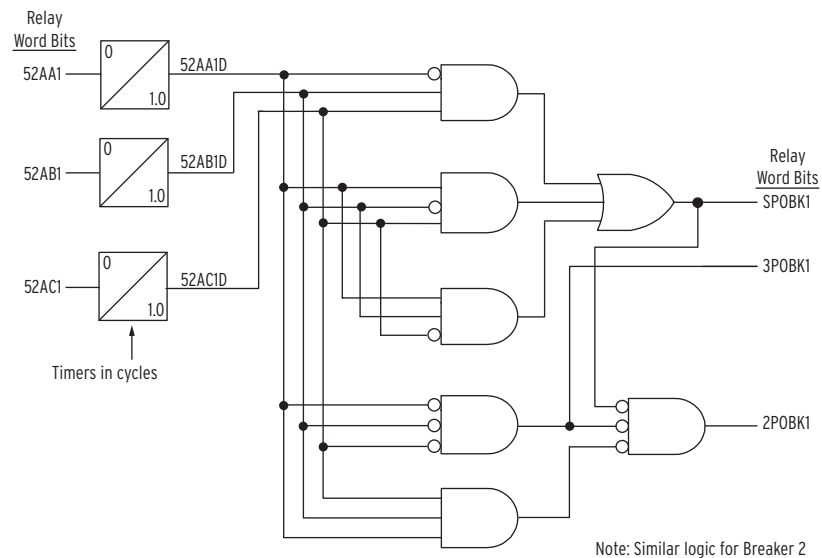 Relay
Word Bits
52AA1
0
1.0
52AA1D
52AB1
0
1.0
52AB1D
52AC1
0
1.0
52AC1D
Timers in cycles
Relay
Word Bits
SPOBK1
3POBK1
2POBK1
Note: Similar logic for Breaker 2